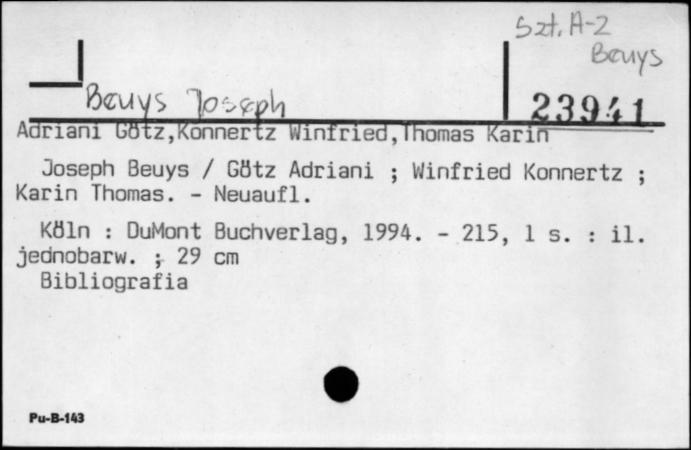 Szt. A-2
Beuys
Beuys Joseph
23941
Adriani Götz,Konnertz Winfried,Thomas Karin
Joseph Beuys / Götz Adriani ; Winfried Konnertz ;
Karin Thomas. - Neuaufl.
Köln : DuMont Buchverlag, 1994. - 215, 1 s. : il.
jednobarw. ; 29 cm
Bibliografia
Pu-B-143